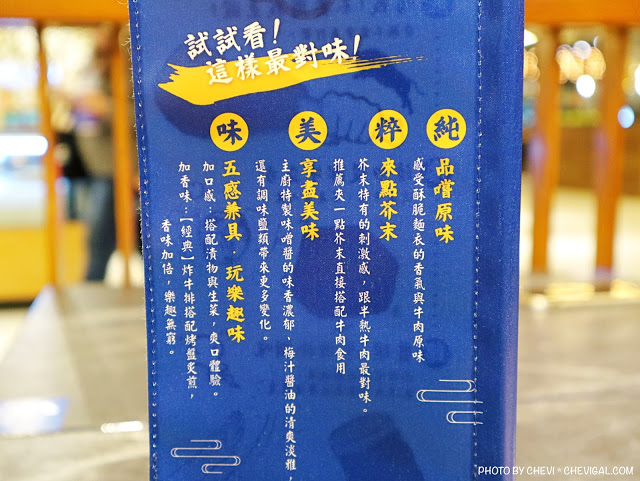 試試看!
這樣最對味!
純
品嚐原味
感受酥脆麵衣的香氣與牛肉原味
粹
來點芥末
芥末特有的刺激感,跟半熟牛肉最對味。
推薦夾一點芥末直接搭配牛肉食用
美
享盡美味
主廚特製味噌醬的味香濃郁、梅汁醬油的清爽淡雅,
還有調味鹽類帶來更多變化。
味
五感兼具.玩樂趣味
加口感:搭配漬物與生菜,爽口體驗。
加香味:【經典】炸牛排搭配烤盤炙煎,
香味加倍,樂趣無窮。
PHOTO BY CHEVI * CHEVIGAL.COM